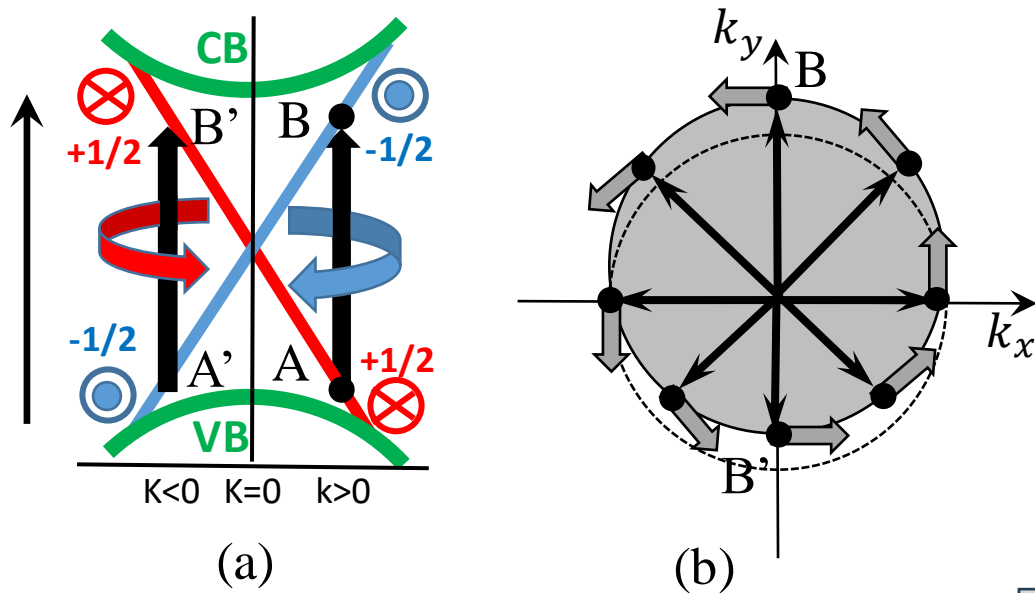 CB
B'
B
+1/2
-1/2
-1/2
A'
A
+1/2
VB
K<0
K=0
k>0
(a)
k_y
B
k_x
B'
(b)